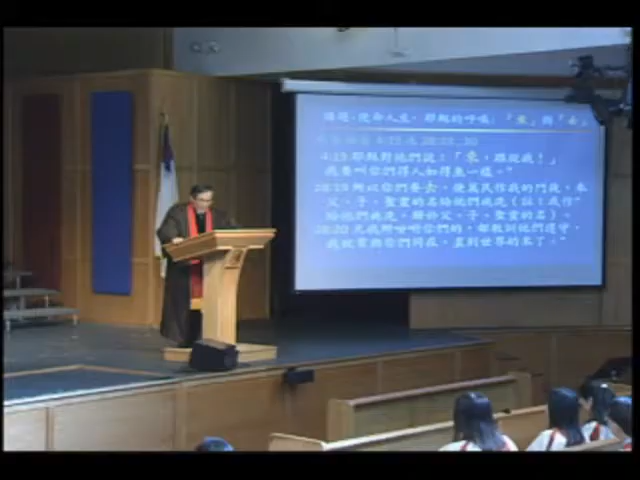 講題：使命人生：耶穌的呼喚：「來」與「去」
4:19 耶穌對他們說：「來，跟從我！
我要叫你們得人如得魚一樣。"
28:19 所以你們要去，使萬民作我的門徒，奉
父、子、聖靈的名給他們施洗（註：或作"
給他們施洗，歸於父、子、聖靈的名）。
28:20 凡我所吩咐你們的，都教訓他們遵守，
我就常與你們同在，直到世界的末了。"